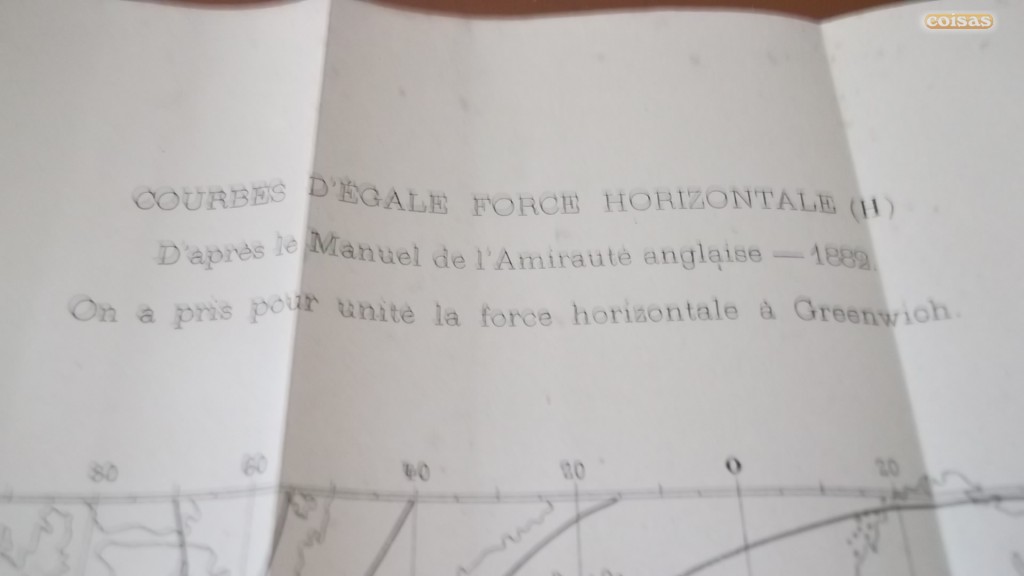 coisas
COURBES D'ÉGALE FORCE HORIZONTALE (H)
D'après le Manuel de l'Amirauté anglaise — 1882.
On a pris pour unité la force horizontale à Greenwich.
80 60 40 20 0 20